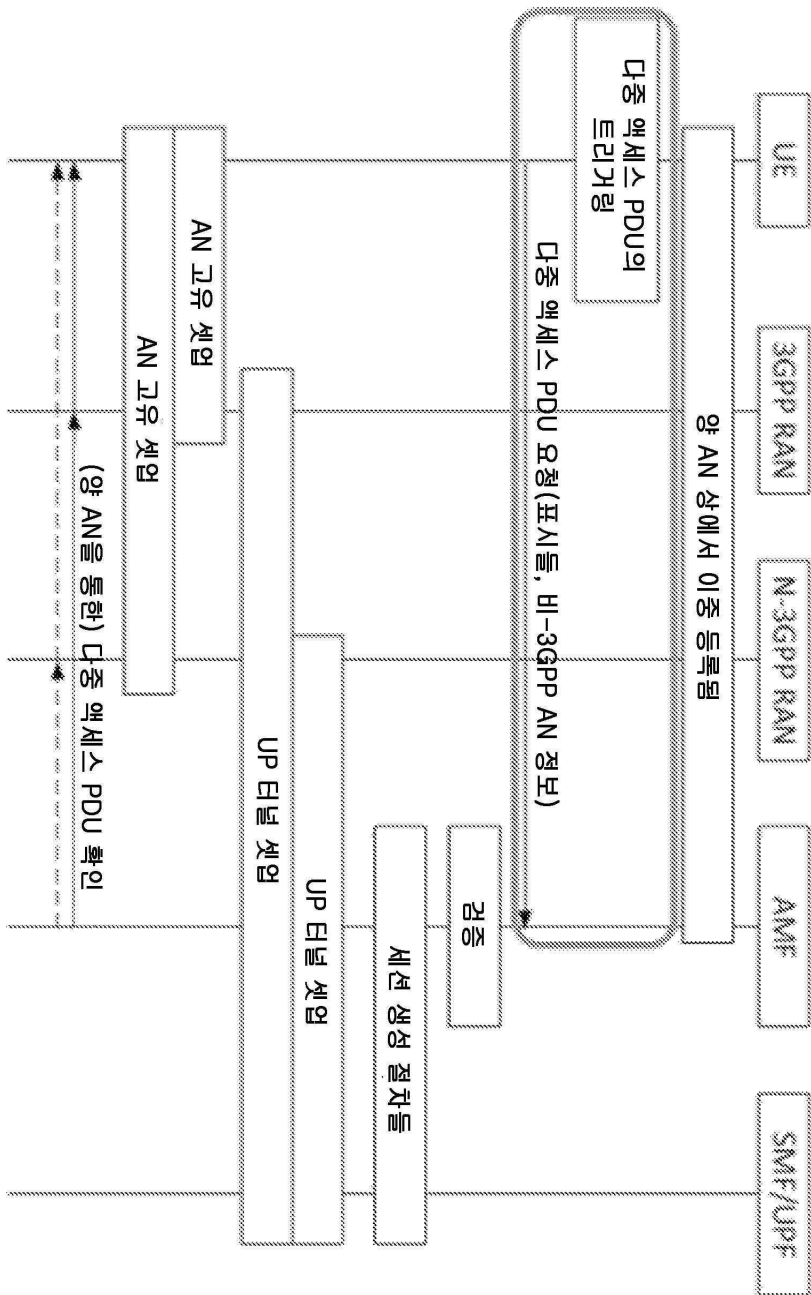 UE
3GPP RAN
N-3GPP RAN
AMF
SMF/UPF
양 AN 상에서 이중 등록됨
다중 액세스 PDU의
트리거링
다중 액세스 PDU 요청(표시들, 비-3GPP AN 정보)
검증
세션 생성 절차들
UP 터널 셋업
UP 터널 셋업
AN 고유 셋업
AN 고유 셋업
(양 AN을 통한) 다중 액세스 PDU 확인